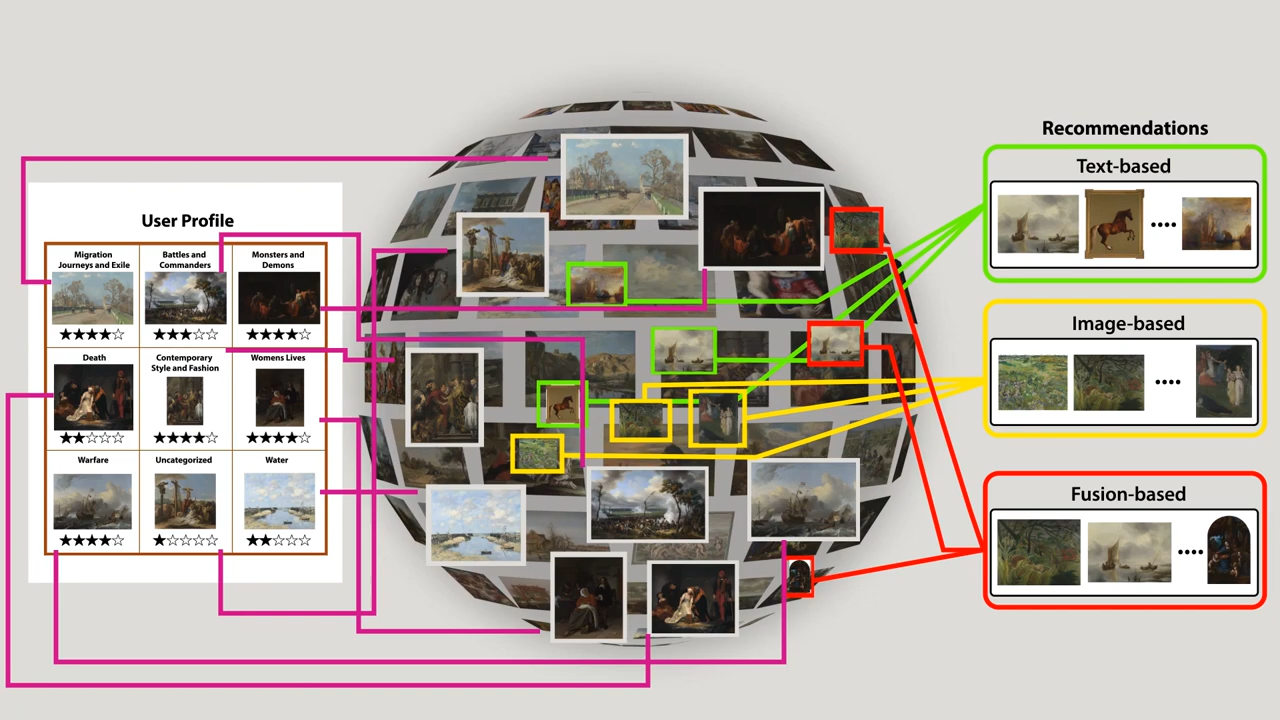 Recommendations
Text-based
User Profile
Migration
Journeys and Exile
Battles and
Commanders
Monsters and
Demons
★★★★☆
★★★☆☆
★★★★☆
Image-based
Death
Contemporary
Style and Fashion
Womens Lives
★★☆☆☆
★★★★☆
★★★★☆
Warfare
Uncategorized
Water
Fusion-based
★★★★☆
★☆☆☆☆
★★☆☆☆